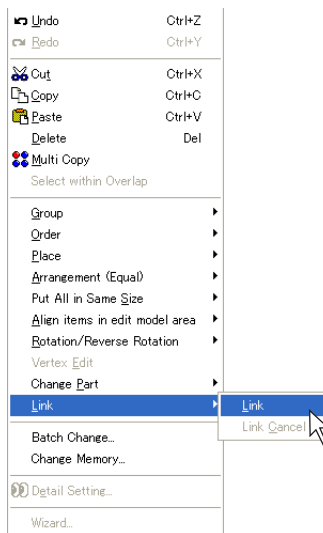 Undo Ctrl+Z
Redo Ctrl+Y
Cut Ctrl+X
Copy Ctrl+C
Paste Ctrl+V
Delete Del
Multi Copy
Select within Overlap
Group
Order
Place
Arrangement (Equal)
Put All in Same Size
Align items in edit model area
Rotation/Reverse Rotation
Vertex Edit
Change Part
Link Link
Link Cancel
Batch Change...
Change Memory...
Detail Setting...
Wizard...